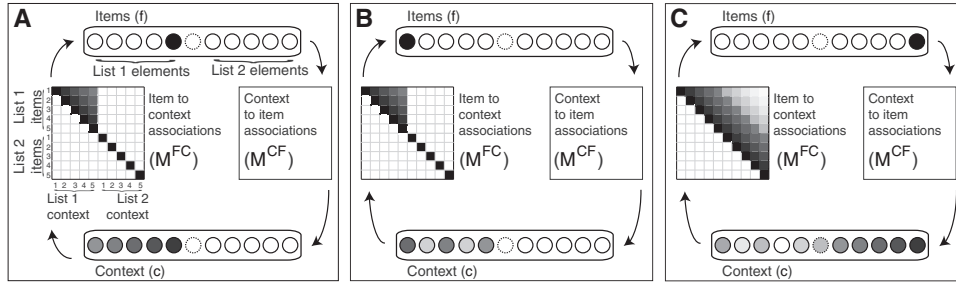 A
Items (f)
List 1 elements
List 2 elements
List 1
items
List 2
items
1
2
3
4
5
1
2
3
4
5
1 2 3 4 5 1 2 3 4 5
List 1
context
List 2
context
Item to
context
associations
(M^FC)
Context
to item
associations
(M^CF)
Context (c)
B
Items (f)
Item to
context
associations
(M^FC)
Context
to item
associations
(M^CF)
Context (c)
C
Items (f)
Item to
context
associations
(M^FC)
Context
to item
associations
(M^CF)
Context (c)